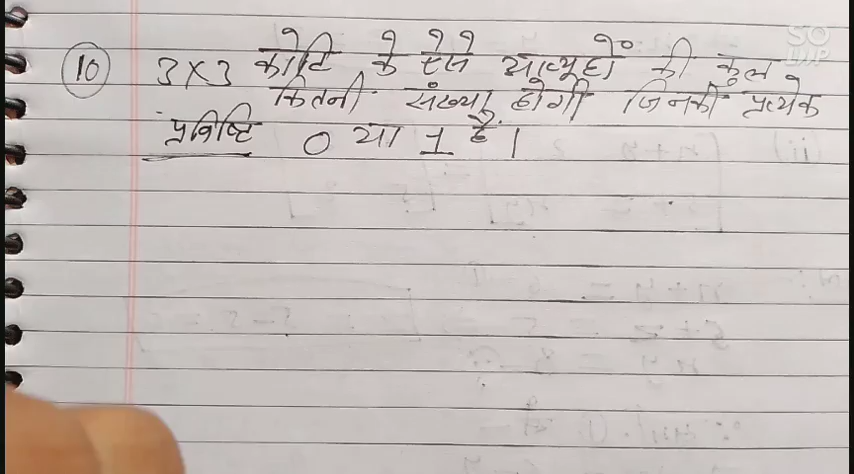 10 3×3 कोटि के ऐसे आव्यूहों की कुल
कितनी संख्या होगी जिनकी प्रत्येक
प्रविष्टि 0 या 1 है।